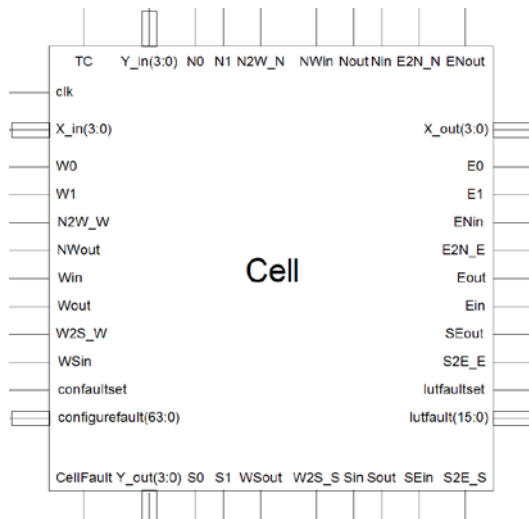 TC Y_in(3:0) N0 N1 N2W_N NWin Nout Nin E2N_N ENout
clk
X_in(3:0) X_out(3:0)
W0 E0
W1 E1
N2W_W ENin
NWout E2N_E
Cell
Win Eout
Wout Ein
W2S_W SEout
WSin S2E_E
confaultset lutfaultset
configurefault(63:0) lutfault(15:0)
CellFault Y_out(3:0) S0 S1 WSout W2S_S Sin Sout SEin S2E_S